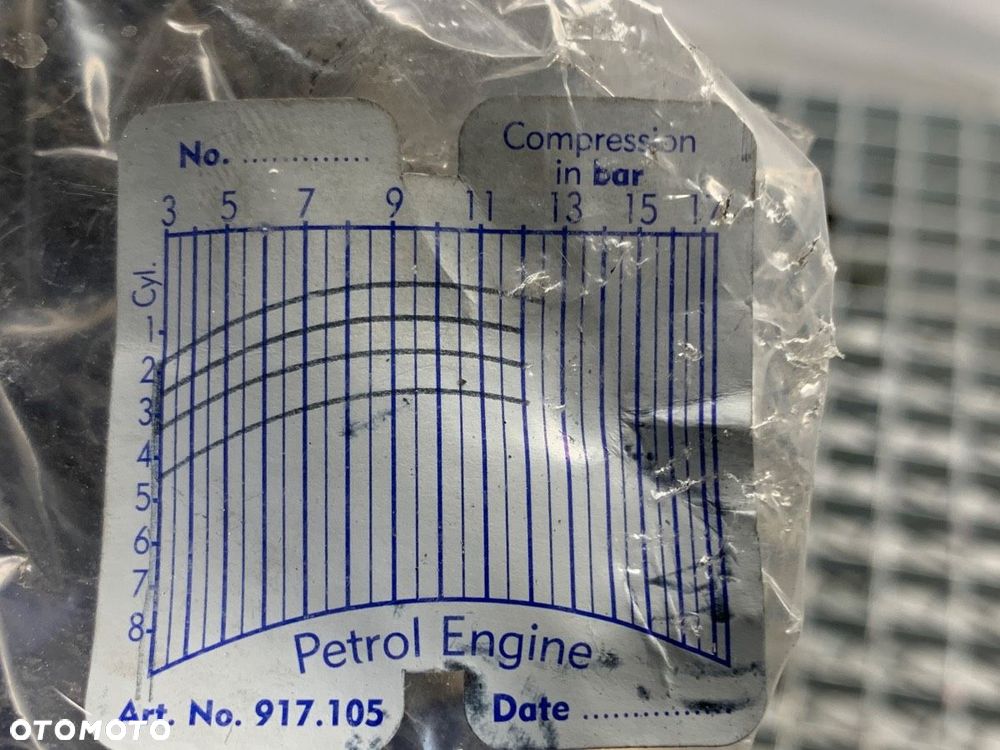 No. .............
Compression
in bar
3 5 7 9 11 13 15 17
Cyl.
1
2
3
4
5
6
7
8
Petrol Engine
Art. No. 917.105
Date ..............
OTOMOTO